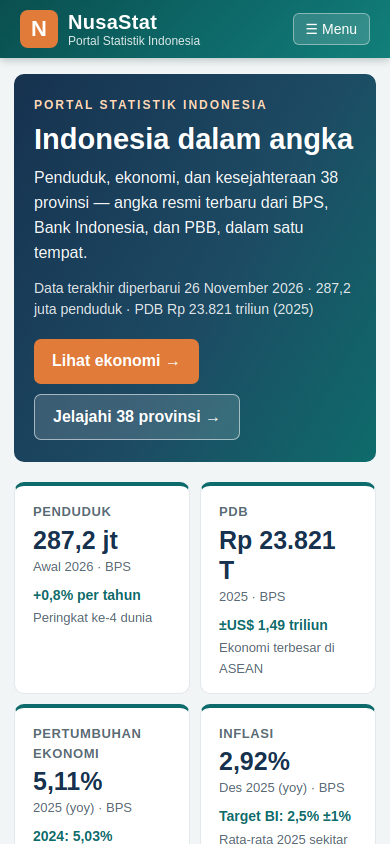 N
NusaStat
Portal Statistik Indonesia
☰ Menu
PORTAL STATISTIK INDONESIA
Indonesia dalam angka
Penduduk, ekonomi, dan kesejahteraan 38
provinsi — angka resmi terbaru dari BPS,
Bank Indonesia, dan PBB, dalam satu
tempat.
Data terakhir diperbarui 26 November 2026 · 287,2
juta penduduk · PDB Rp 23.821 triliun (2025)
Lihat ekonomi →
Jelajahi 38 provinsi →
PENDUDUK
287,2 jt
Awal 2026 · BPS
+0,8% per tahun
Peringkat ke-4 dunia
PDB
Rp 23.821
T
2025 · BPS
±US$ 1,49 triliun
Ekonomi terbesar di
ASEAN
PERTUMBUHAN
EKONOMI
5,11%
2025 (yoy) · BPS
2024: 5,03%
INFLASI
2,92%
Des 2025 (yoy) · BPS
Target BI: 2,5% ±1%
Rata-rata 2025 sekitar